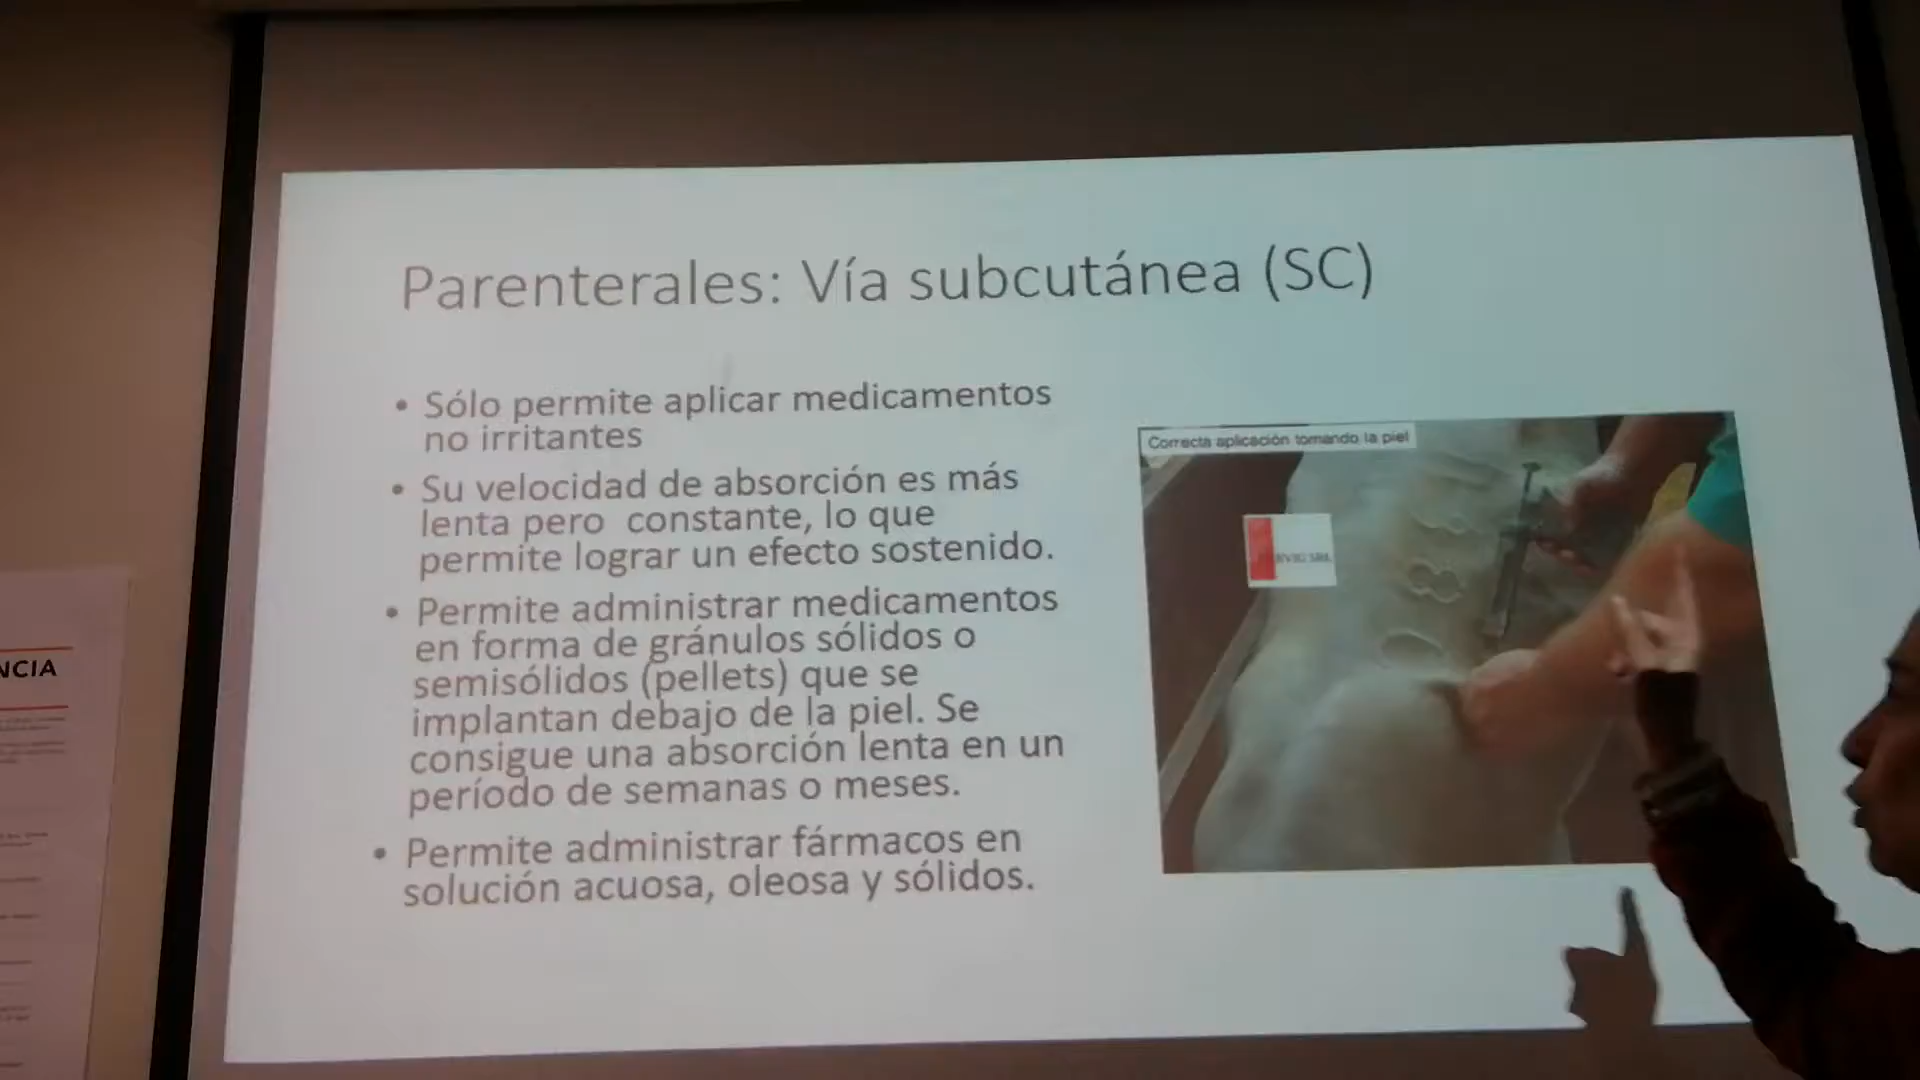 Parenterales: Vía subcutánea (SC)
• Sólo permite aplicar medicamentos
no irritantes
• Su velocidad de absorción es más
lenta pero constante, lo que
permite lograr un efecto sostenido.
• Permite administrar medicamentos
en forma de gránulos sólidos o
semisólidos (pellets) que se
implantan debajo de la piel. Se
consigue una absorción lenta en un
período de semanas o meses.
• Permite administrar fármacos en
solución acuosa, oleosa y sólidos.
Correcta aplicación tomando la piel
SRL
NCIA